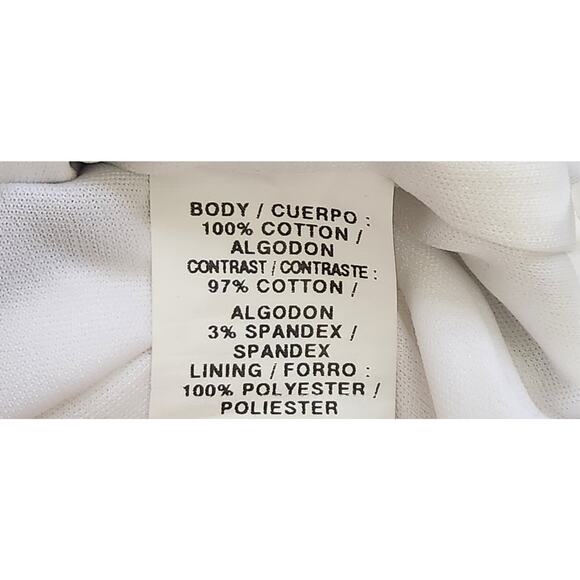 BODY / CUERPO :
100% COTTON /
ALGODON
CONTRAST / CONTRASTE :
97% COTTON /
ALGODON
3% SPANDEX /
SPANDEX
LINING / FORRO :
100% POLYESTER /
POLIESTER